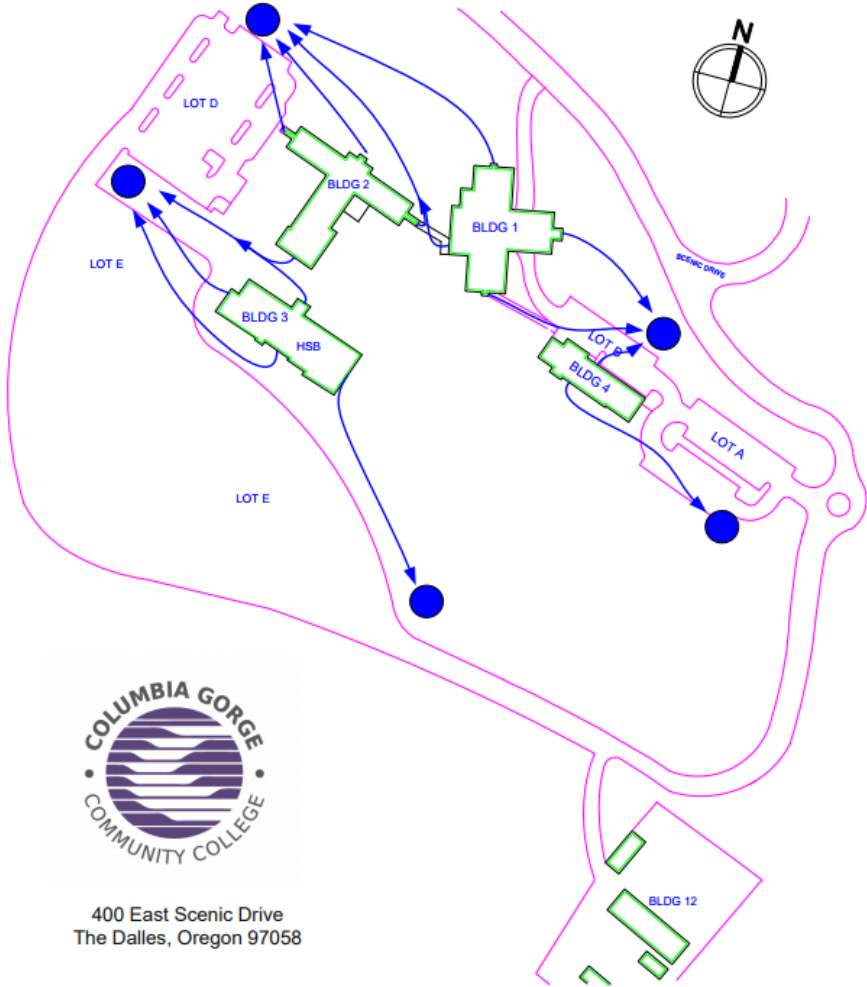 N
LOT D
BLDG 2
BLDG 1
LOT E
SCENIC DRIVE
BLDG 3
HSB
LOT B
BLDG 4
LOT A
LOT E
COLUMBIA GORGE
COMMUNITY COLLEGE
BLDG 12
400 East Scenic Drive
The Dalles, Oregon 97058